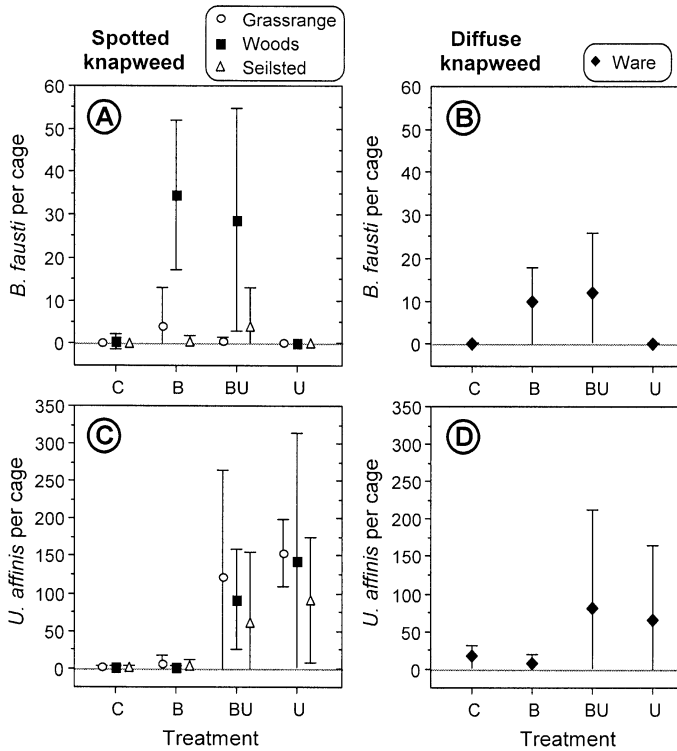 Spotted knapweed
Grassrange
Woods
Seilsted
Diffuse knapweed
Ware
A
B. fausti per cage
60
50
40
30
20
10
0
C B BU U
B
B. fausti per cage
60
50
40
30
20
10
0
C B BU U
C
U. affinis per cage
350
300
250
200
150
100
50
0
C B BU U
Treatment
D
U. affinis per cage
350
300
250
200
150
100
50
0
C B BU U
Treatment